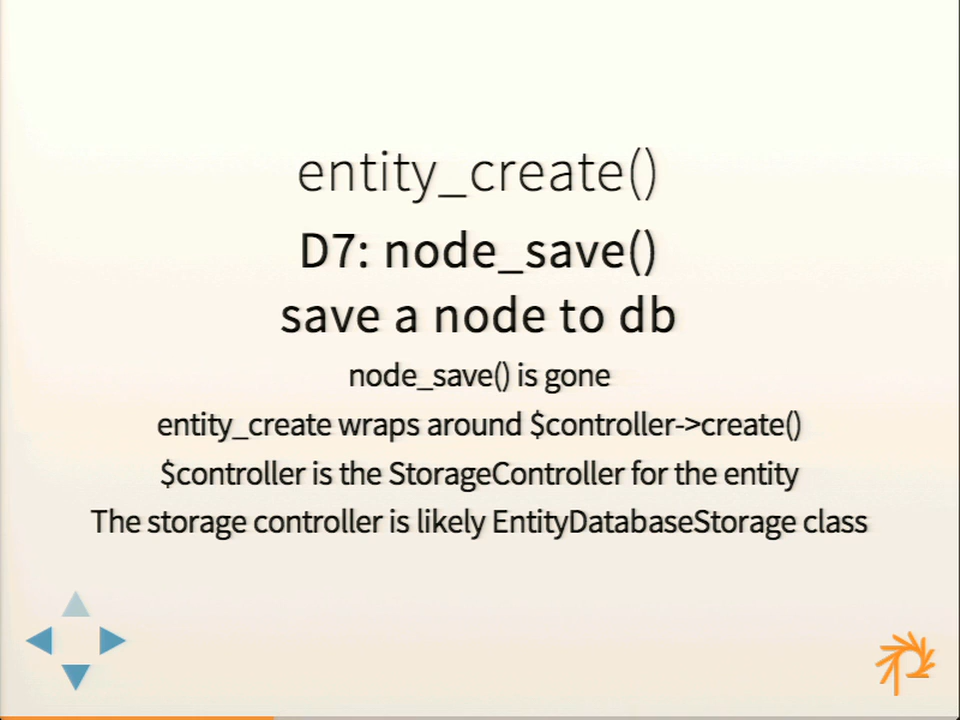 entity_create()
D7: node_save()
save a node to db
node_save() is gone
entity_create wraps around $controller->create()
$controller is the StorageController for the entity
The storage controller is likely EntityDatabaseStorage class